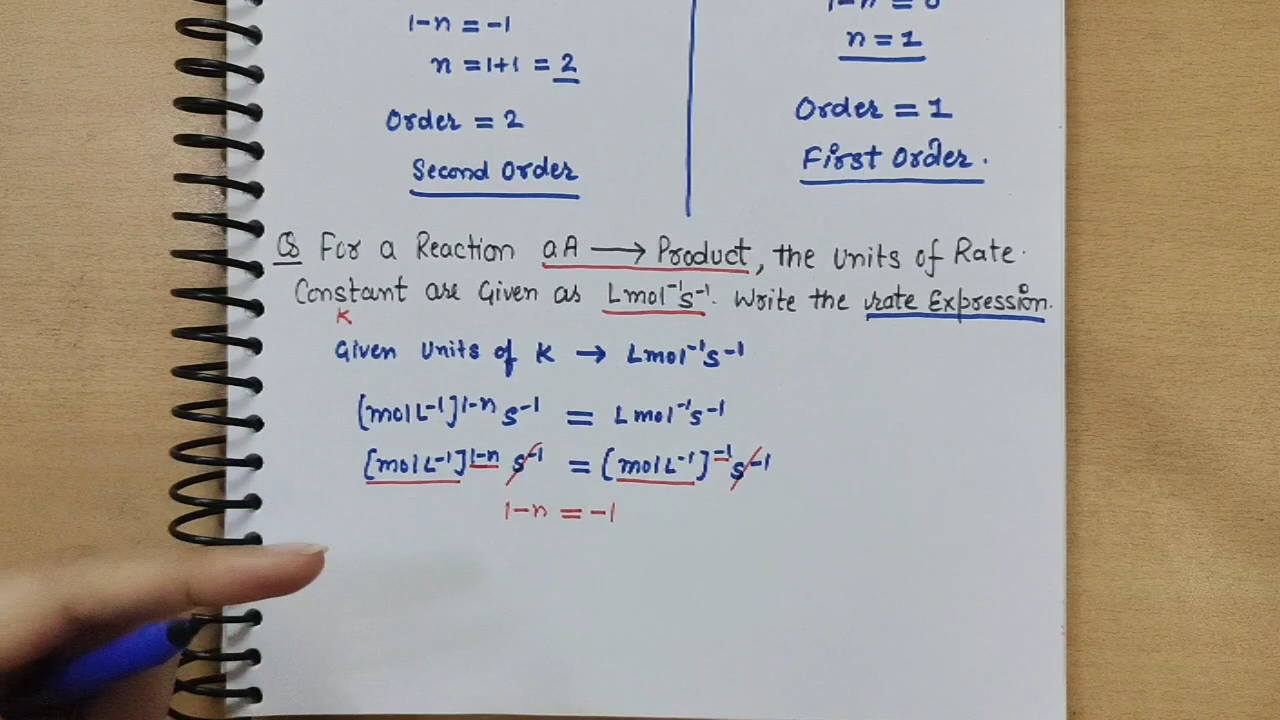 1-n = -1
n = 1+1 = 2
Order = 2
Second Order
n = 1
Order = 1
First Order.
Q For a Reaction aA ⟶ Product, the units of Rate.
Constant are Given as Lmol⁻¹s⁻¹. Write the rate Expression.
K
Given Units of K → Lmol⁻¹s⁻¹
[mol L⁻¹]¹⁻ⁿ s⁻¹ = Lmol⁻¹s⁻¹
[mol L⁻¹]¹⁻ⁿ s⁻¹ = [mol L⁻¹]⁻¹ s⁻¹
1-n = -1